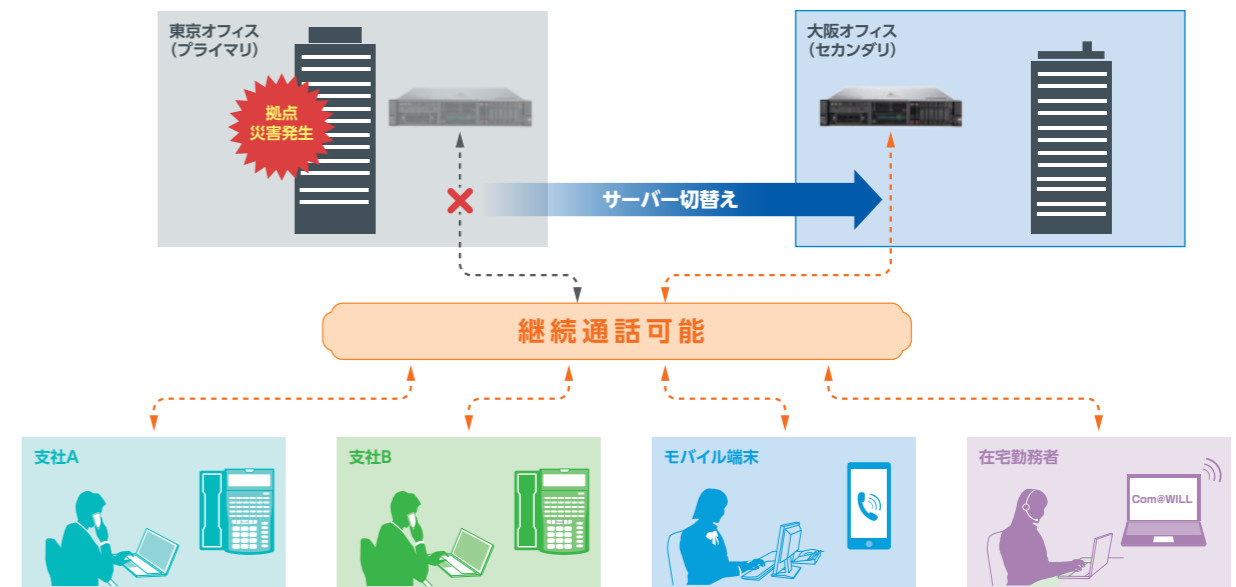 東京オフィス
（プライマリ）
拠点
災害発生
大阪オフィス
（セカンダリ）
サーバー切替え
継続通話可能
支社A
支社B
モバイル端末
在宅勤務者
Com@WILL